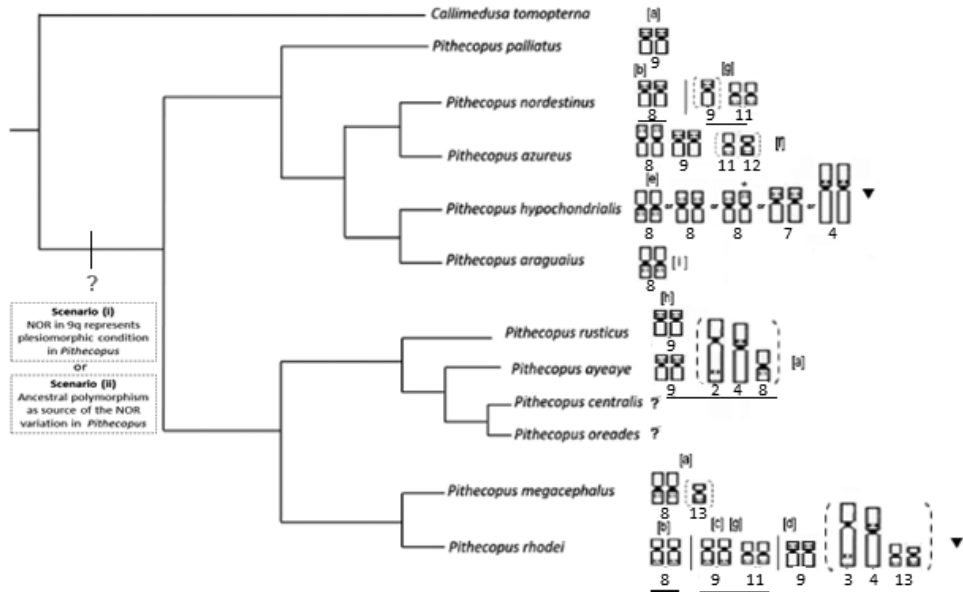 Callimedusa tomopterna [a]
Pithecopus palliatus
9
[b] [g]
Pithecopus nordestinus
8 9 11
Pithecopus azureus [f]
8 9 11 12
[e]
*
Pithecopus hypochondrialis
8 8 8 7 4
Pithecopus araguaius [i]
8
?
Scenario (i)
NOR in 9q represents
plesiomorphic condition
in Pithecopus
or
Scenario (ii)
Ancestral polymorphism
as source of the NOR
variation in Pithecopus
[h]
Pithecopus rusticus
9
Pithecopus ayeaye [a]
9 2 4 8
Pithecopus centralis ?
Pithecopus oreades ?
[a]
Pithecopus megacephalus
8 13
[b] [c] [g] [d]
Pithecopus rhodei
8 9 11 9 3 4 13